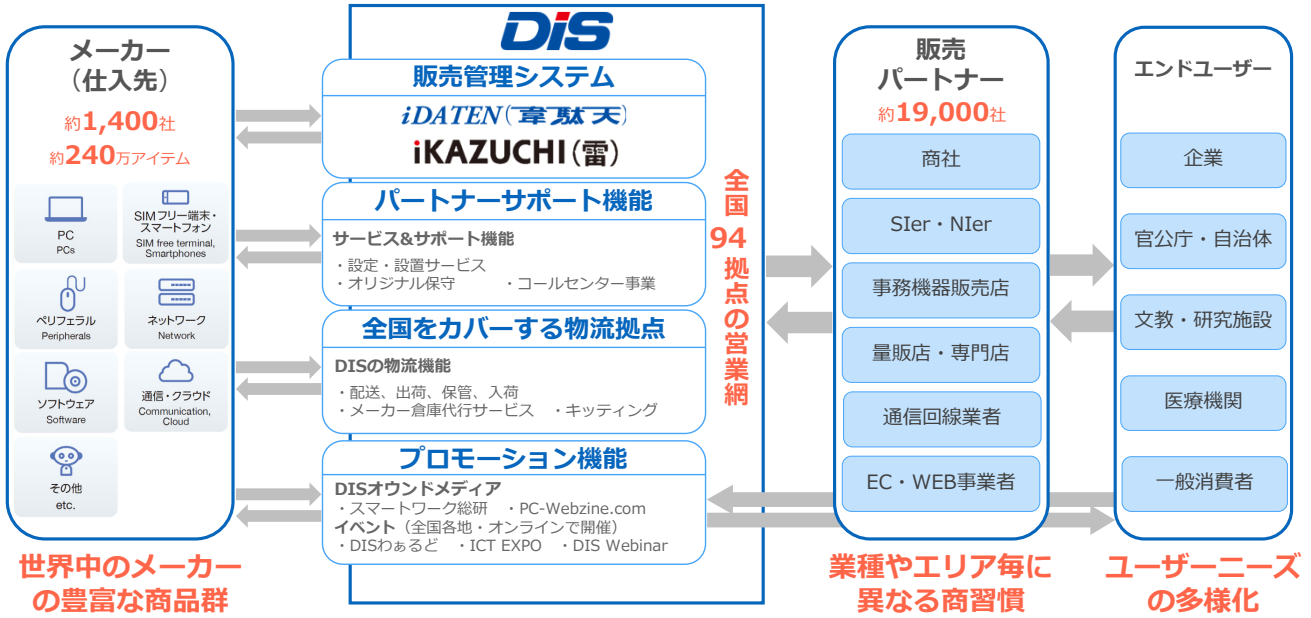 メーカー
（仕入先）
約1,400社
約240万アイテム
PC
PCs
SIMフリー端末・
スマートフォン
SIM free terminal,
Smartphones
ペリフェラル
Peripherals
ネットワーク
Network
ソフトウェア
Software
通信・クラウド
Communication,
Cloud
その他
etc.
世界中のメーカー
の豊富な商品群
DiS
販売管理システム
iDATEN(韋駄天)
iKAZUCHI(雷)
パートナーサポート機能
サービス&サポート機能
・設定・設置サービス
・オリジナル保守　・コールセンター事業
全国をカバーする物流拠点
DISの物流機能
・配送、出荷、保管、入荷
・メーカー倉庫代行サービス　・キッティング
プロモーション機能
DISオウンドメディア
・スマートワーク総研　・PC-Webzine.com
イベント（全国各地・オンラインで開催）
・DISわぁるど　・ICT EXPO　・DIS Webinar
全国94拠点の営業網
販売
パートナー
約19,000社
商社
SIer・NIer
事務機器販売店
量販店・専門店
通信回線業者
EC・WEB事業者
業種やエリア毎に
異なる商習慣
エンドユーザー
企業
官公庁・自治体
文教・研究施設
医療機関
一般消費者
ユーザーニーズ
の多様化